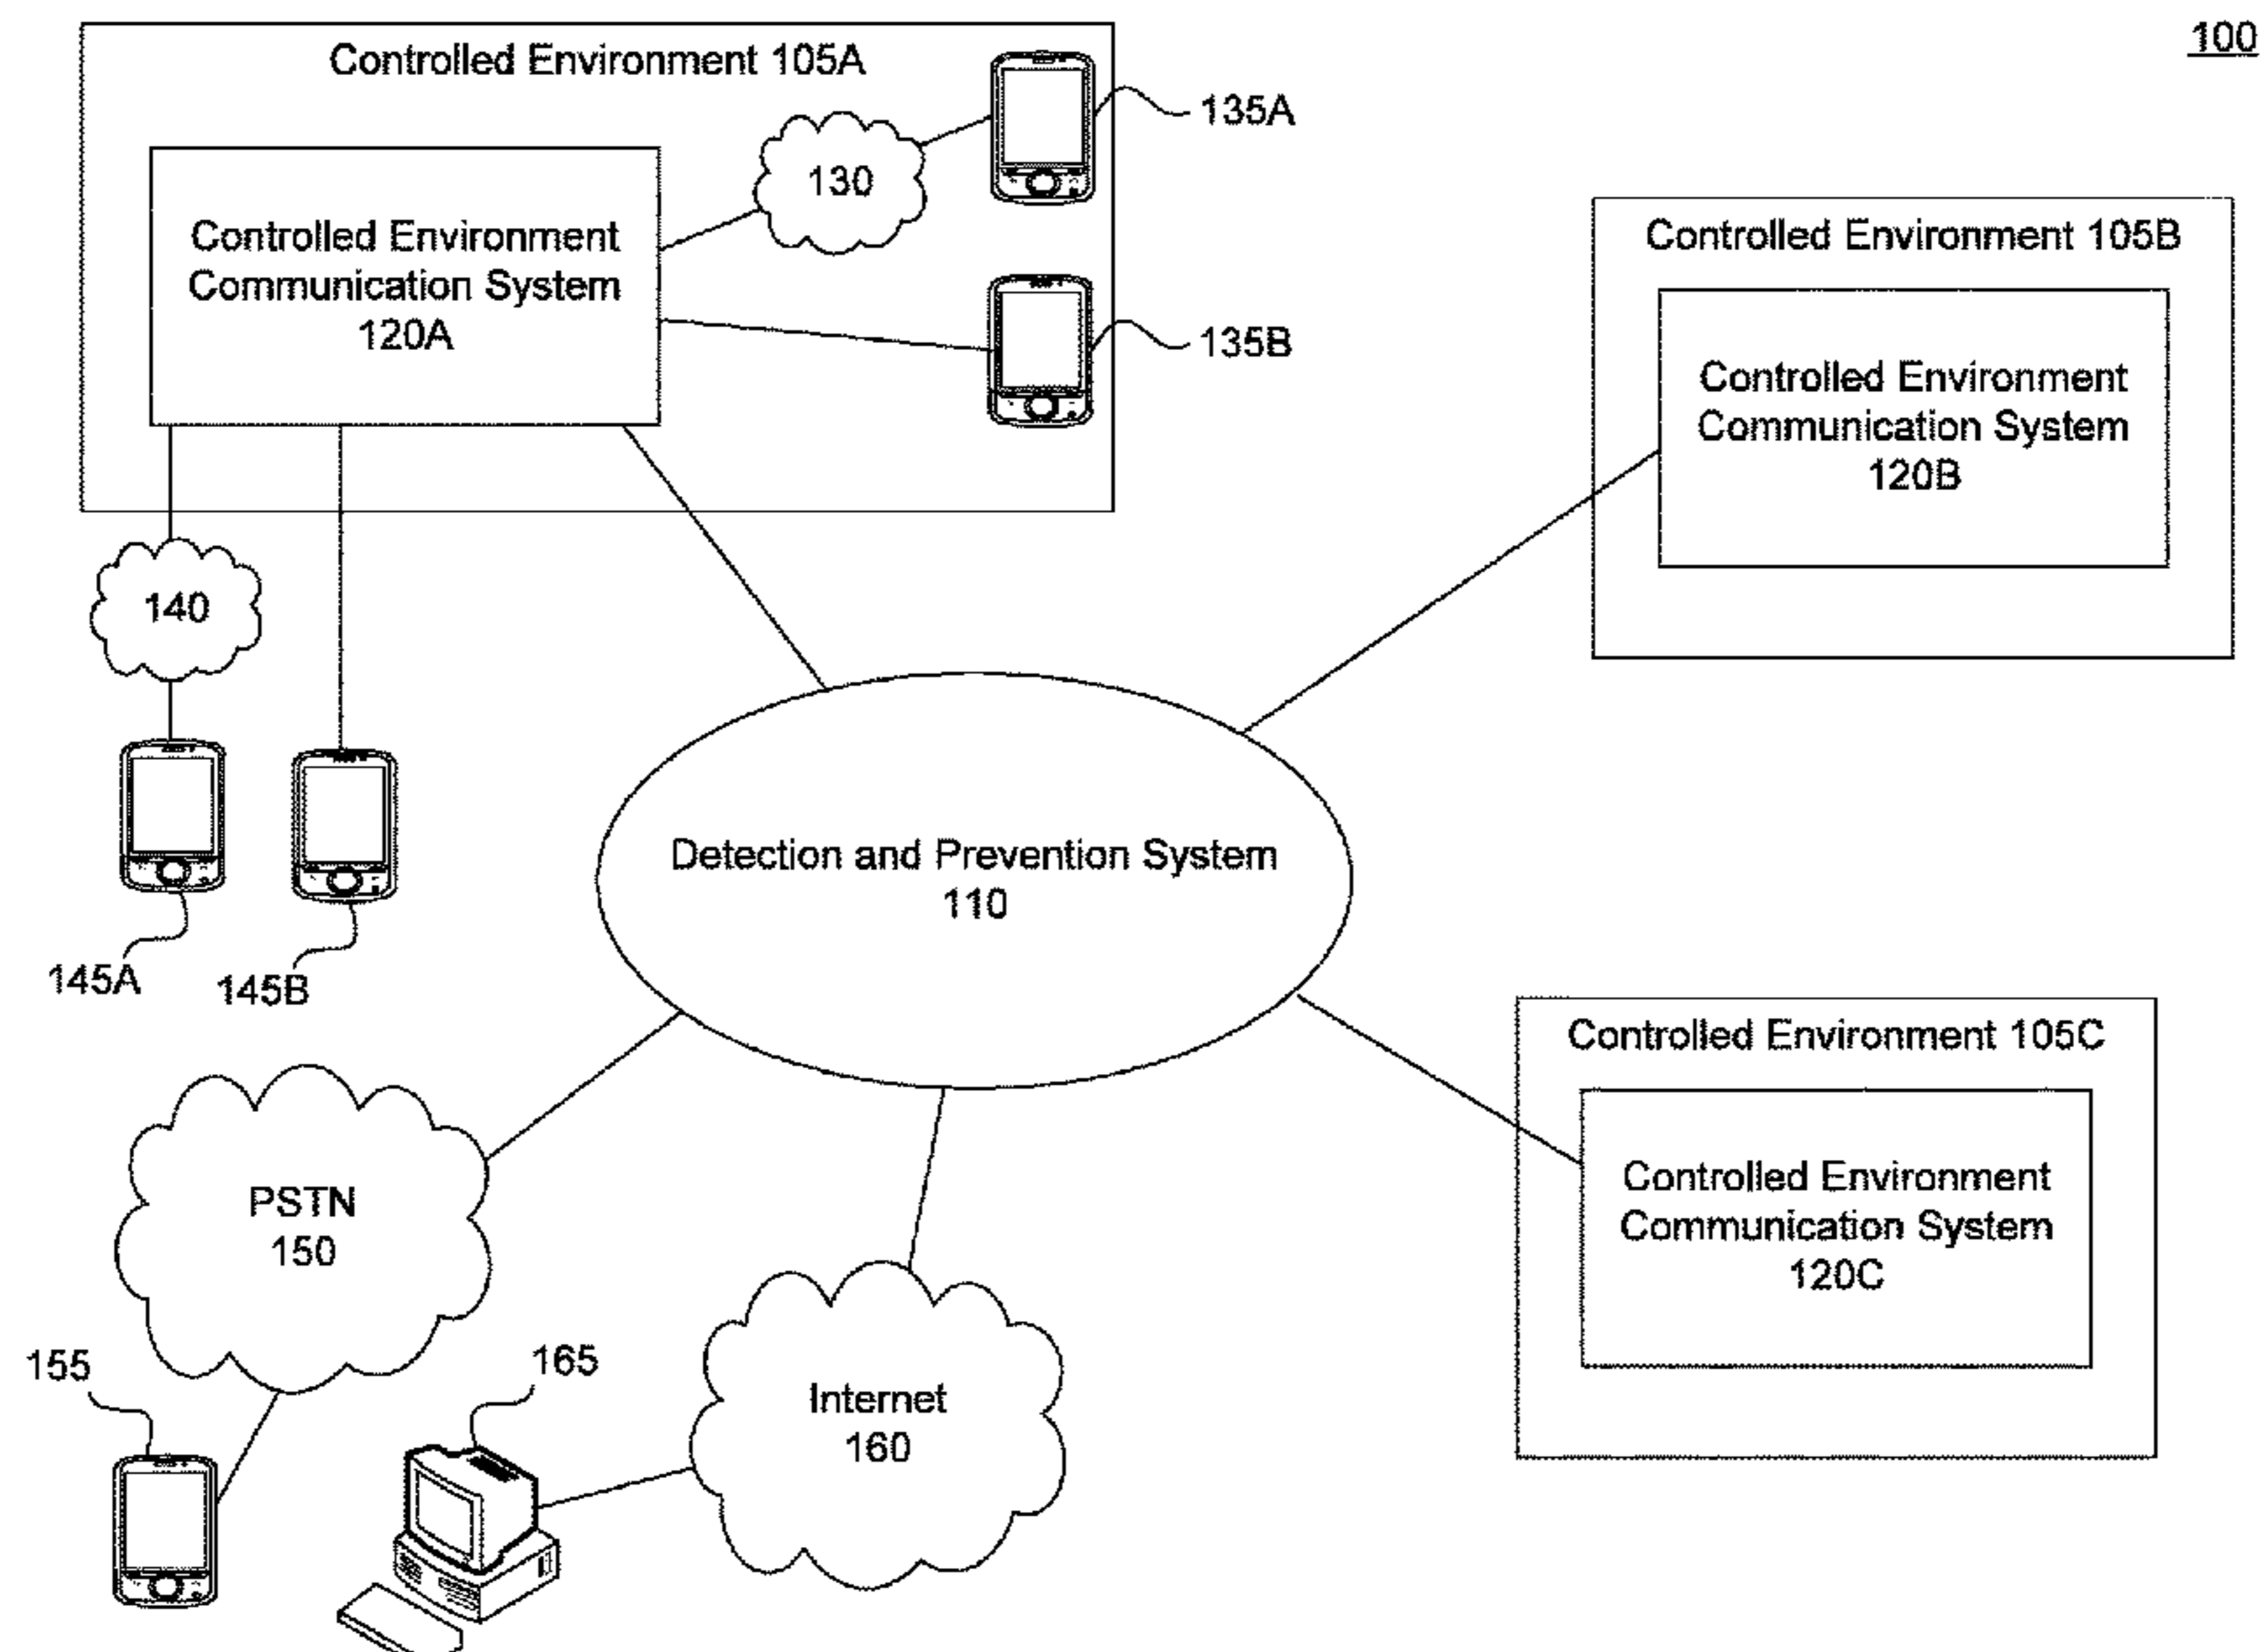 100
Controlled Environment 105A
135A
130
Controlled Environment
Communication System
120A
135B
Controlled Environment 105B
Controlled Environment
Communication System
120B
140
145A
145B
Detection and Prevention System
110
Controlled Environment 105C
Controlled Environment
Communication System
120C
PSTN
150
155
165
Internet
160